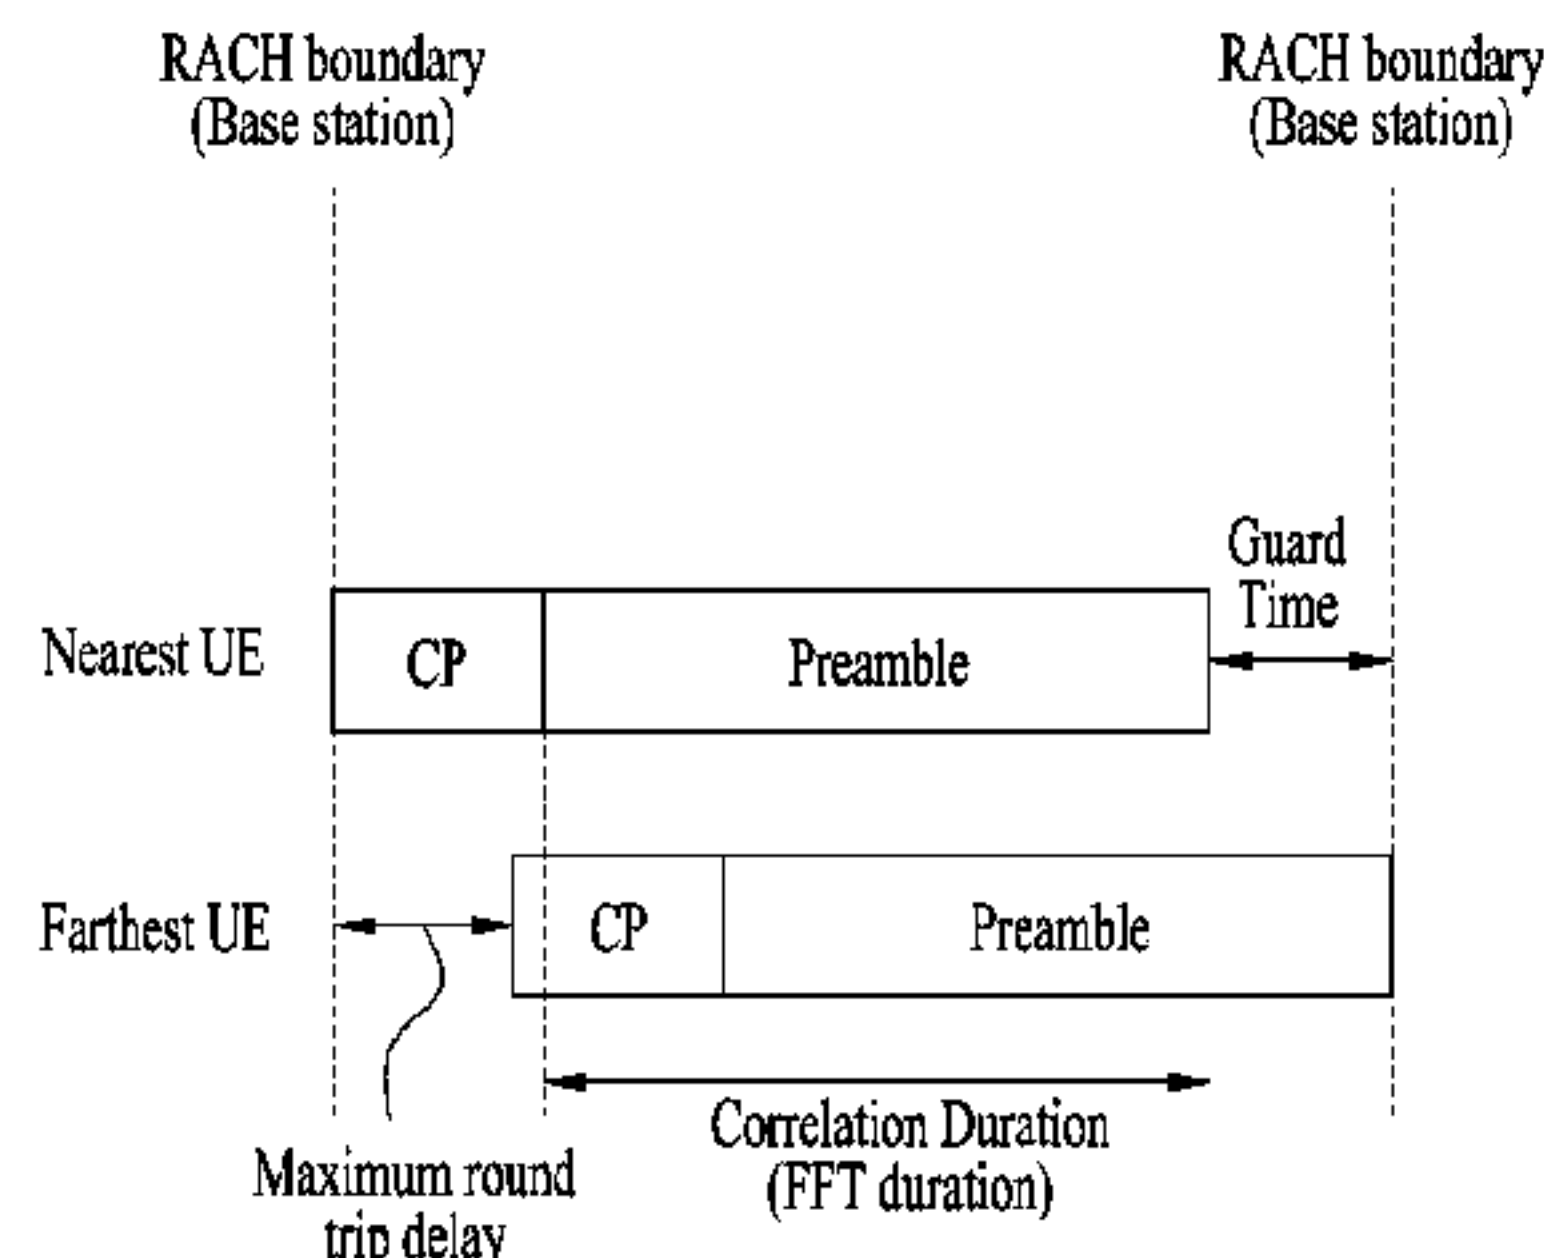 RACH boundary
(Base station)
RACH boundary
(Base station)
Guard
Time
Nearest UE
CP
Preamble
Farthest UE
CP
Preamble
Correlation Duration
(FFT duration)
Maximum round
trip delay